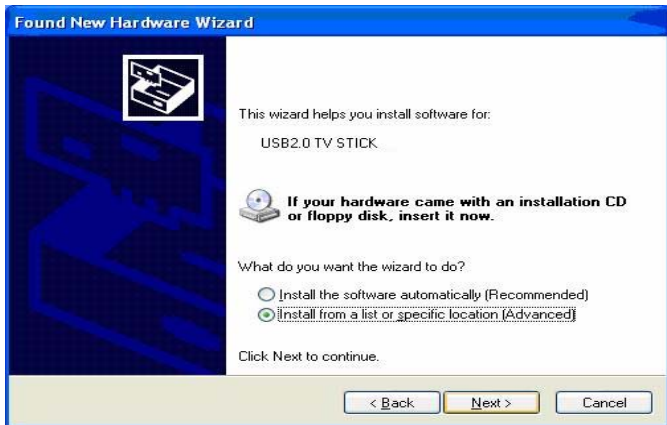 Found New Hardware Wizard
This wizard helps you install software for:
USB2.0 TV STICK
If your hardware came with an installation CD
or floppy disk, insert it now.
What do you want the wizard to do?
Install the software automatically (Recommended)
Install from a list or specific location (Advanced)
Click Next to continue.
< Back Next > Cancel